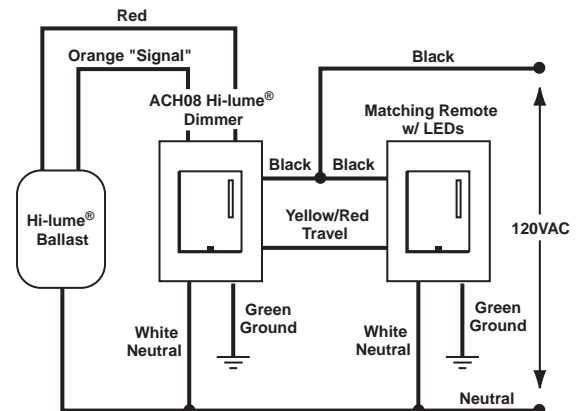 Red
Orange "Signal"
Black
ACH08 Hi-lume®
Dimmer
Matching Remote
w/ LEDs
Black
Black
Hi-lume®
Ballast
Yellow/Red
Travel
120VAC
White
Neutral
Green
Ground
White
Neutral
Green
Ground
Neutral